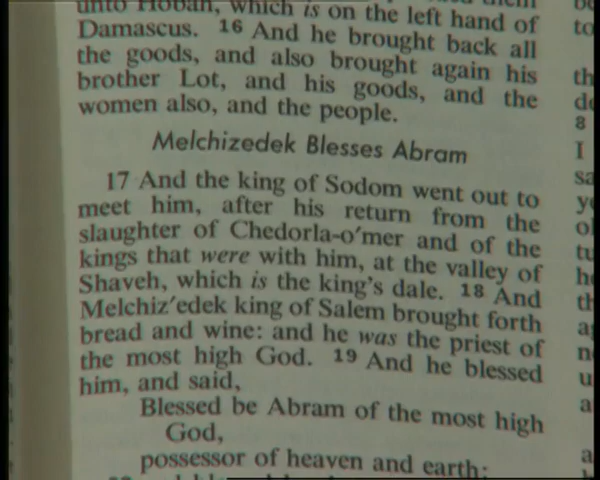 unto Hobah, which is on the left hand of
Damascus. 16 And he brought back all
the goods, and also brought again his
brother Lot, and his goods, and the
women also, and the people.
Melchizedek Blesses Abram
17 And the king of Sodom went out to
meet him, after his return from the
slaughter of Chedorla-o′mer and of the
kings that were with him, at the valley of
Shaveh, which is the king's dale. 18 And
Melchiz′edek king of Salem brought forth
bread and wine: and he was the priest of
the most high God. 19 And he blessed
him, and said,
Blessed be Abram of the most high
God,
possessor of heaven and earth:
8
I